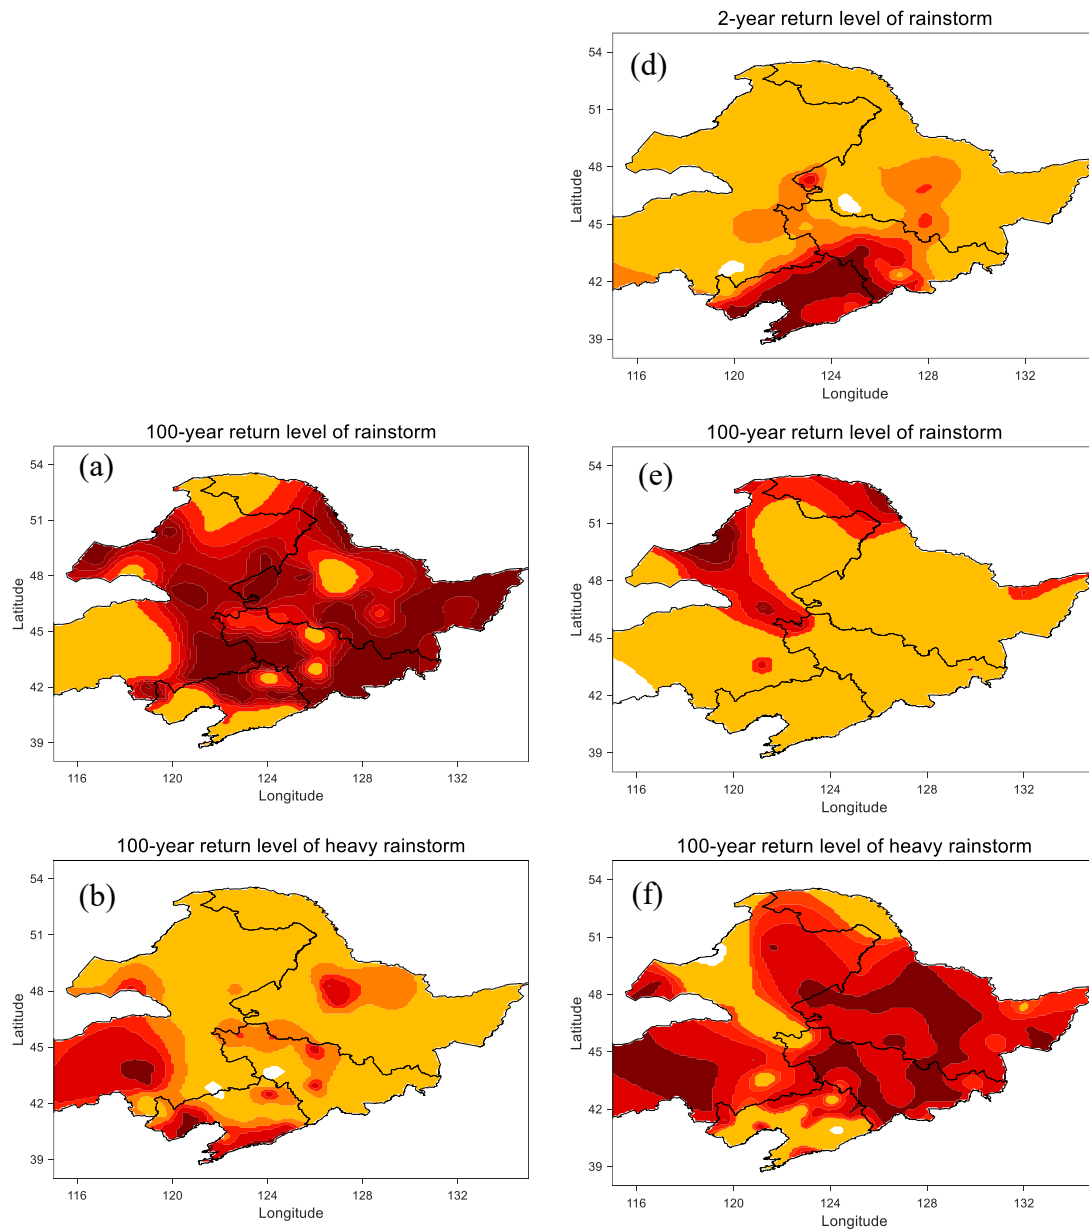 2-year return level of rainstorm
(d)
54
51
48
45
42
39
Latitude
116
120
124
128
132
Longitude
100-year return level of rainstorm
(a)
54
51
48
45
42
39
Latitude
116
120
124
128
132
Longitude
100-year return level of rainstorm
(e)
54
51
48
45
42
39
Latitude
116
120
124
128
132
Longitude
100-year return level of heavy rainstorm
(b)
54
51
48
45
42
39
Latitude
116
120
124
128
132
Longitude
100-year return level of heavy rainstorm
(f)
54
51
48
45
42
39
Latitude
116
120
124
128
132
Longitude